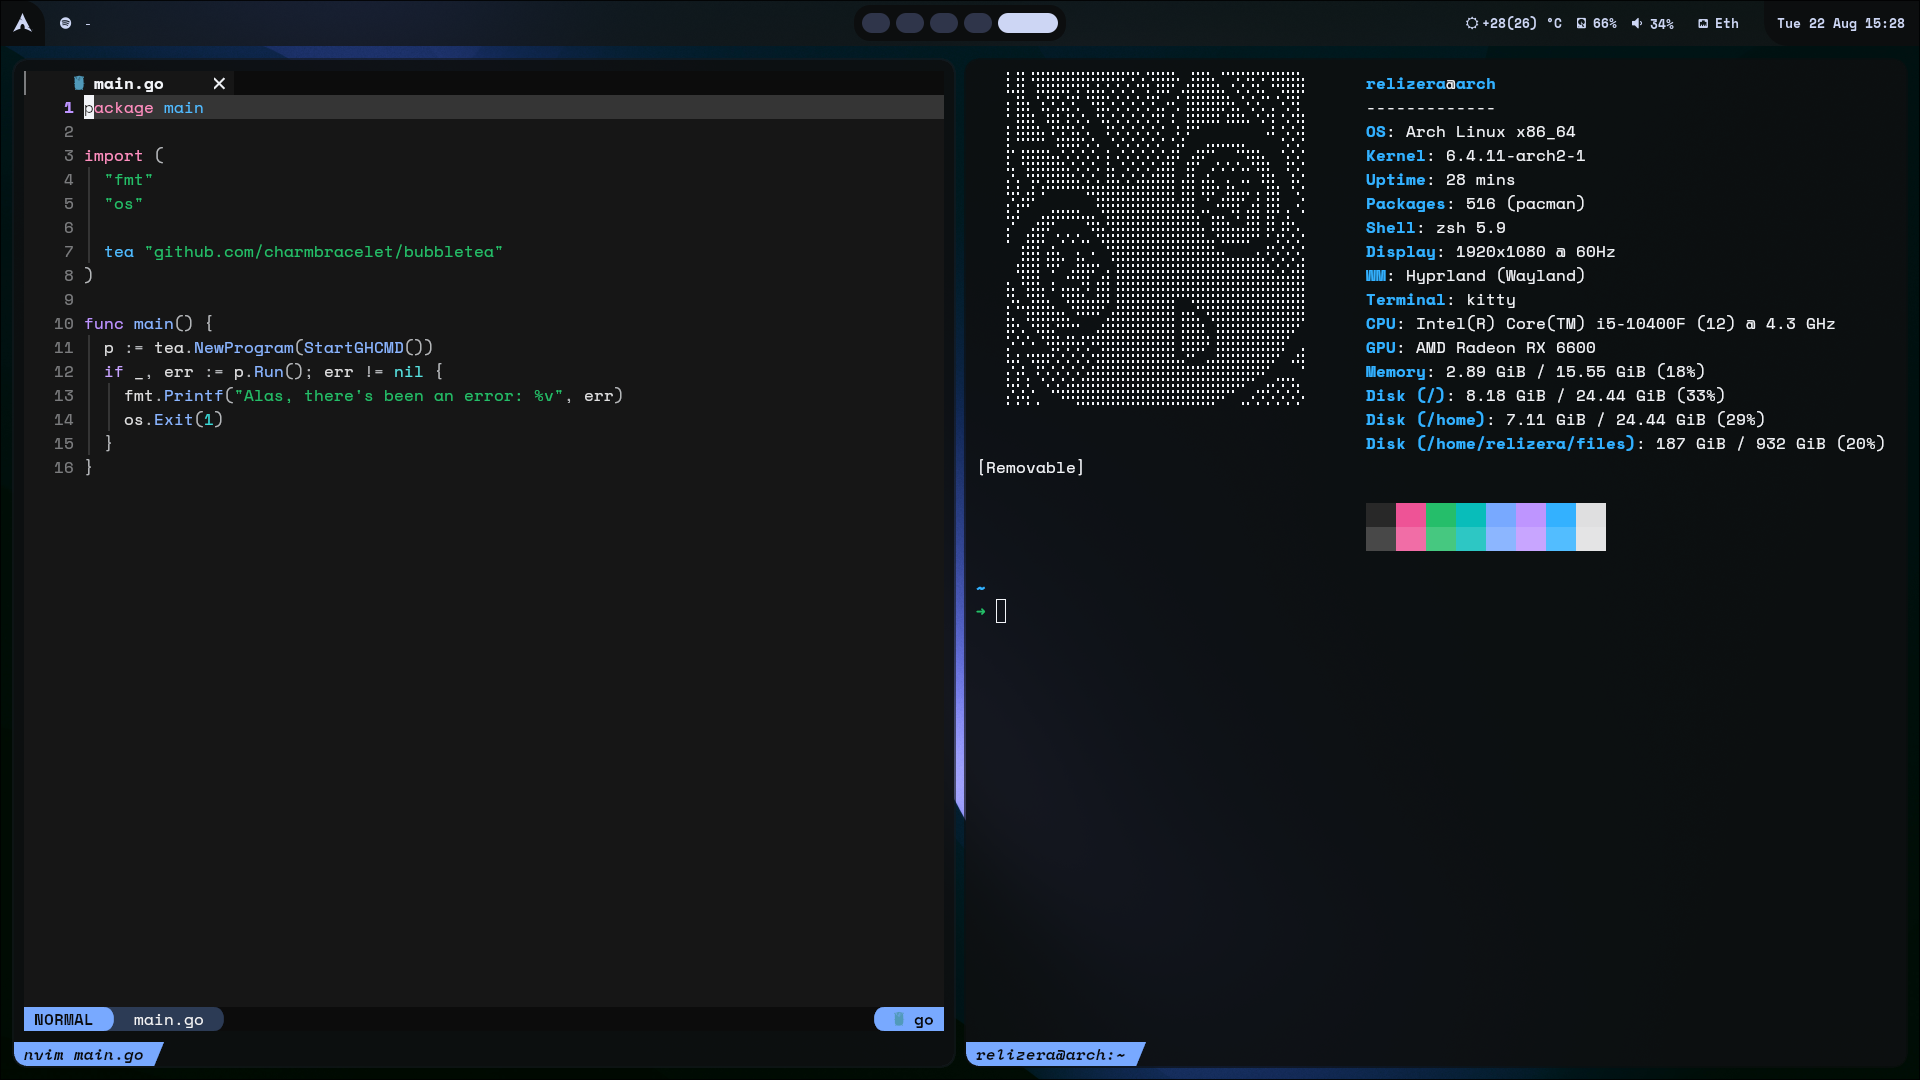 -
+28(26) °C 66% 34% Eth Tue 22 Aug 15:28
main.go
1 package main
2
3 import (
4 "fmt"
5 "os"
6
7 tea "github.com/charmbracelet/bubbletea"
8 )
9
10 func main() {
11 p := tea.NewProgram(StartGHCMD())
12 if _, err := p.Run(); err != nil {
13 fmt.Printf("Alas, there's been an error: %v", err)
14 os.Exit(1)
15 }
16 }
NORMAL main.go go
nvim main.go
relizera@arch
-------------
OS: Arch Linux x86_64
Kernel: 6.4.11-arch2-1
Uptime: 28 mins
Packages: 516 (pacman)
Shell: zsh 5.9
Display: 1920x1080 @ 60Hz
WM: Hyprland (Wayland)
Terminal: kitty
CPU: Intel(R) Core(TM) i5-10400F (12) @ 4.3 GHz
GPU: AMD Radeon RX 6600
Memory: 2.89 GiB / 15.55 GiB (18%)
Disk (/): 8.18 GiB / 24.44 GiB (33%)
Disk (/home): 7.11 GiB / 24.44 GiB (29%)
Disk (/home/relizera/files): 187 GiB / 932 GiB (20%)
[Removable]
~
➜
relizera@arch:~